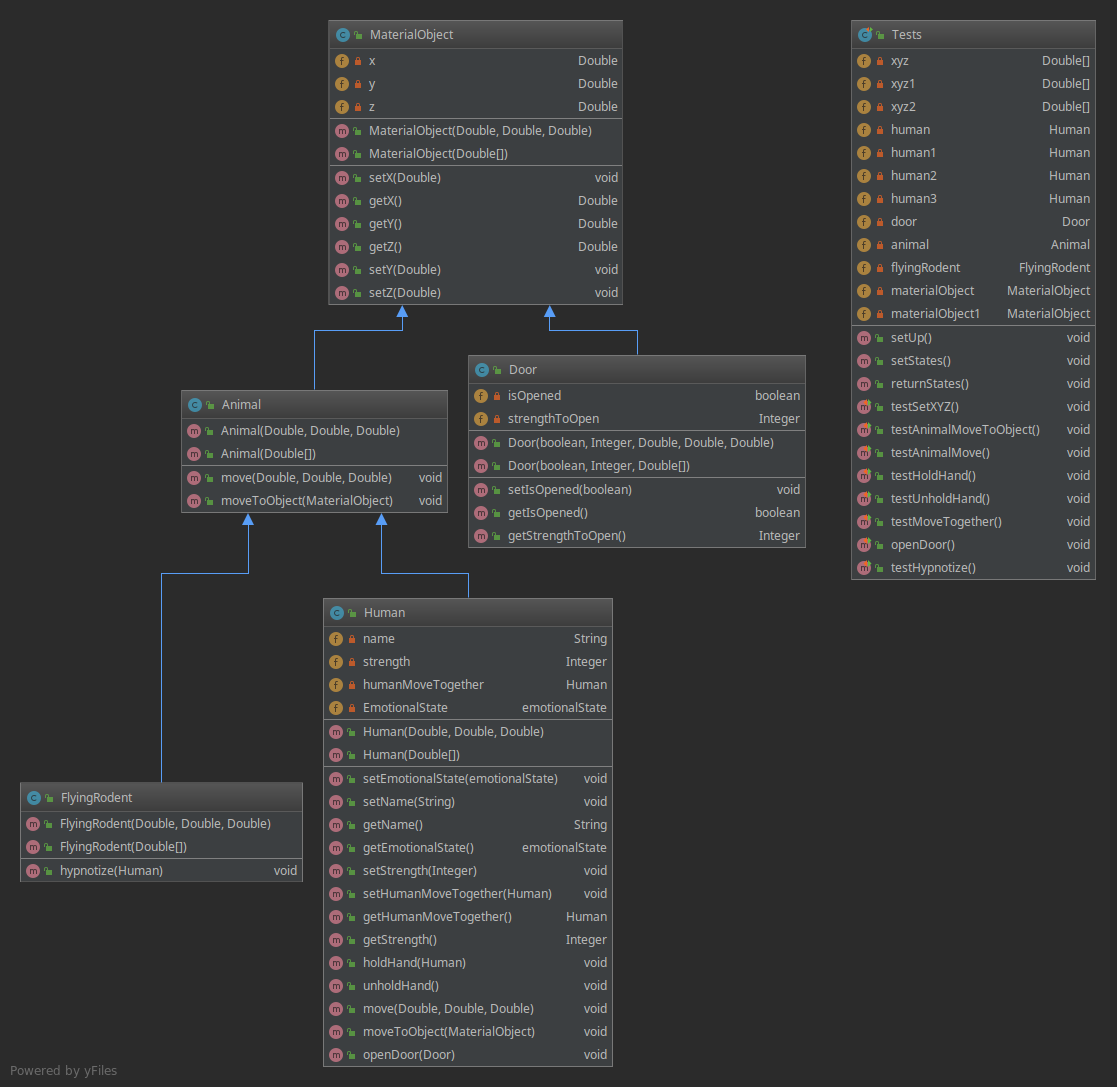 MaterialObject
x Double
y Double
z Double
MaterialObject(Double, Double, Double)
MaterialObject(Double[])
setX(Double) void
getX() Double
getY() Double
getZ() Double
setY(Double) void
setZ(Double) void
Tests
xyz Double[]
xyz1 Double[]
xyz2 Double[]
human Human
human1 Human
human2 Human
human3 Human
door Door
animal Animal
flyingRodent FlyingRodent
materialObject MaterialObject
materialObject1 MaterialObject
setUp() void
setStates() void
returnStates() void
testSetXYZ() void
testAnimalMoveToObject() void
testAnimalMove() void
testHoldHand() void
testUnholdHand() void
testMoveTogether() void
openDoor() void
testHypnotize() void
Animal
Animal(Double, Double, Double)
Animal(Double[])
move(Double, Double, Double) void
moveToObject(MaterialObject) void
Door
isOpened boolean
strengthToOpen Integer
Door(boolean, Integer, Double, Double, Double)
Door(boolean, Integer, Double[])
setIsOpened(boolean) void
getIsOpened() boolean
getStrengthToOpen() Integer
Human
name String
strength Integer
humanMoveTogether Human
EmotionalState emotionalState
Human(Double, Double, Double)
Human(Double[])
setEmotionalState(emotionalState) void
setName(String) void
getName() String
getEmotionalState() emotionalState
setStrength(Integer) void
setHumanMoveTogether(Human) void
getHumanMoveTogether() Human
getStrength() Integer
holdHand(Human) void
unholdHand() void
move(Double, Double, Double) void
moveToObject(MaterialObject) void
openDoor(Door) void
FlyingRodent
FlyingRodent(Double, Double, Double)
FlyingRodent(Double[])
hypnotize(Human) void
Powered by yFiles